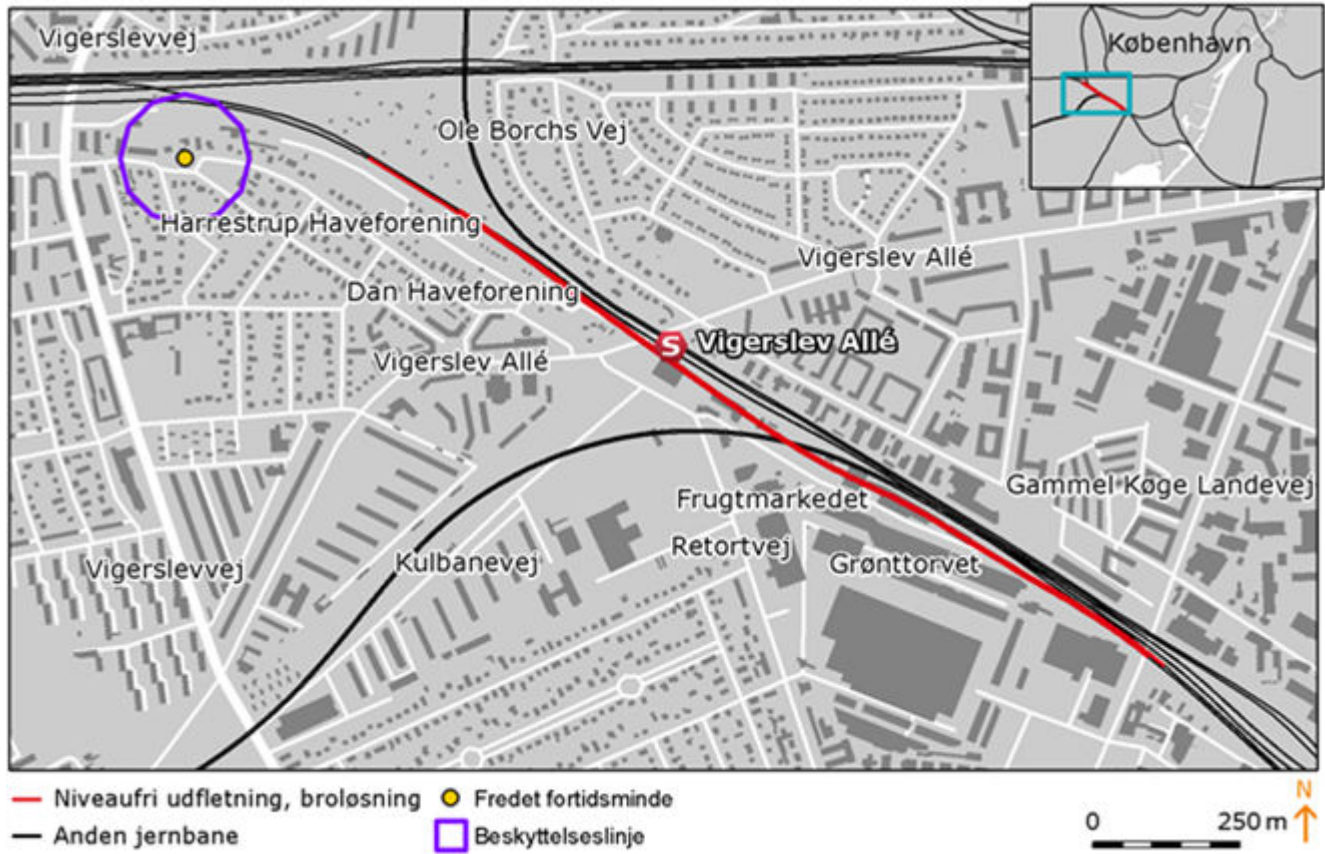 Vigerslevvej
København
Ole Borchs Vej
Harrestrup Haveforening
Vigerslev Allé
Dan Haveforening
S Vigerslev Allé
Vigerslev Allé
Gammel Køge Landevej
Frugtmarkedet
Retortvej
Kulbanevej
Grønttorvet
Vigerslevvej
Niveaufri udfletning, broløsning
Fredet fortidsminde
Anden jernbane
Beskyttelseslinje
0 250 m
N